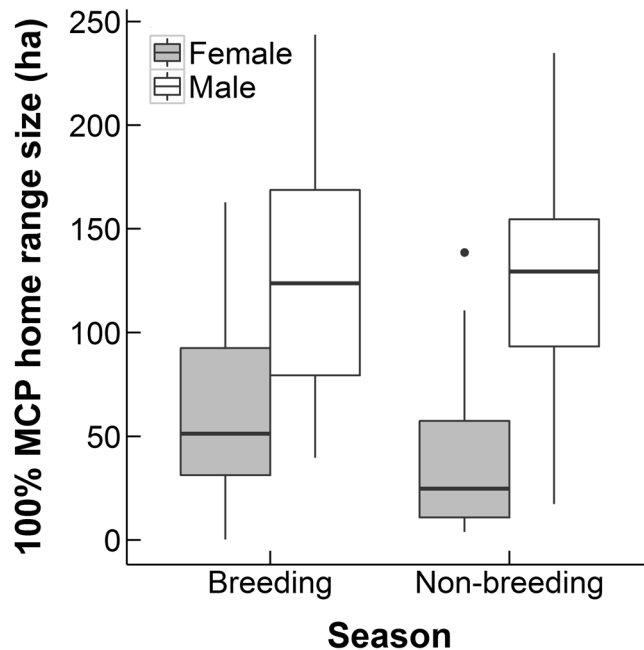 100% MCP home range size (ha)
250
200
150
100
50
0
Female
Male
Breeding
Non-breeding
Season